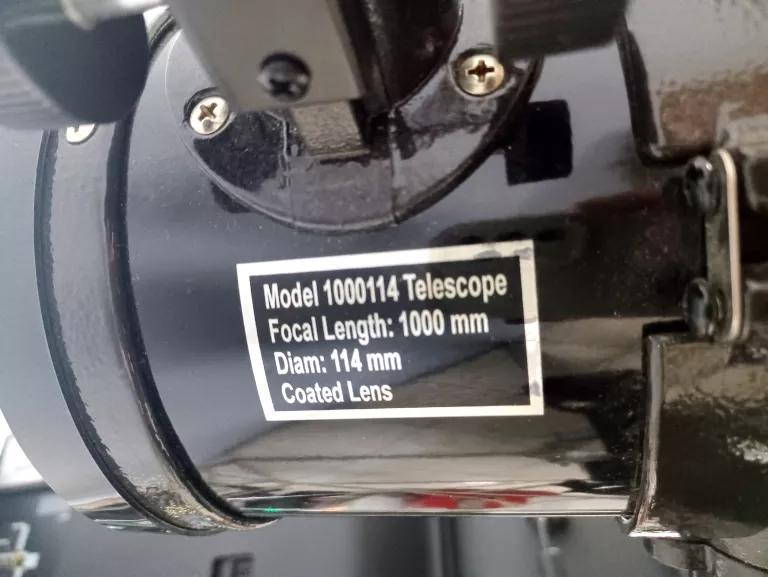 Model 1000114 Telescope
Focal Length: 1000 mm
Diam: 114 mm
Coated Lens